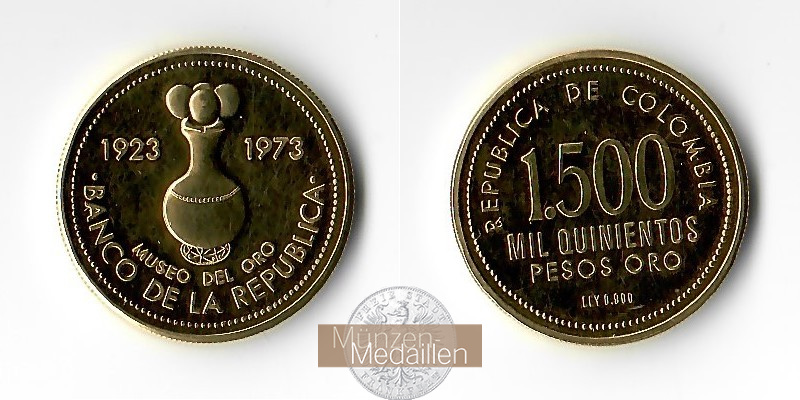 1923 1973
MUSEO DEL ORO
· BANCO DE LA REPUBLICA ·
REPUBLICA DE COLOMBIA
1.500
MIL QUINIENTOS
PESOS ORO
LEY 0.900
Münzen-
Medaillen